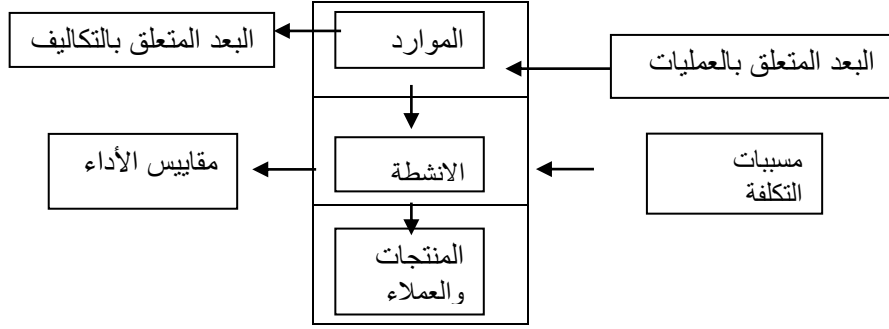 البعد المتعلق بالعمليات
الموارد
البعد المتعلق بالتكاليف
مسببات
التكلفة
الانشطة
مقاييس الأداء
المنتجات
والعملاء